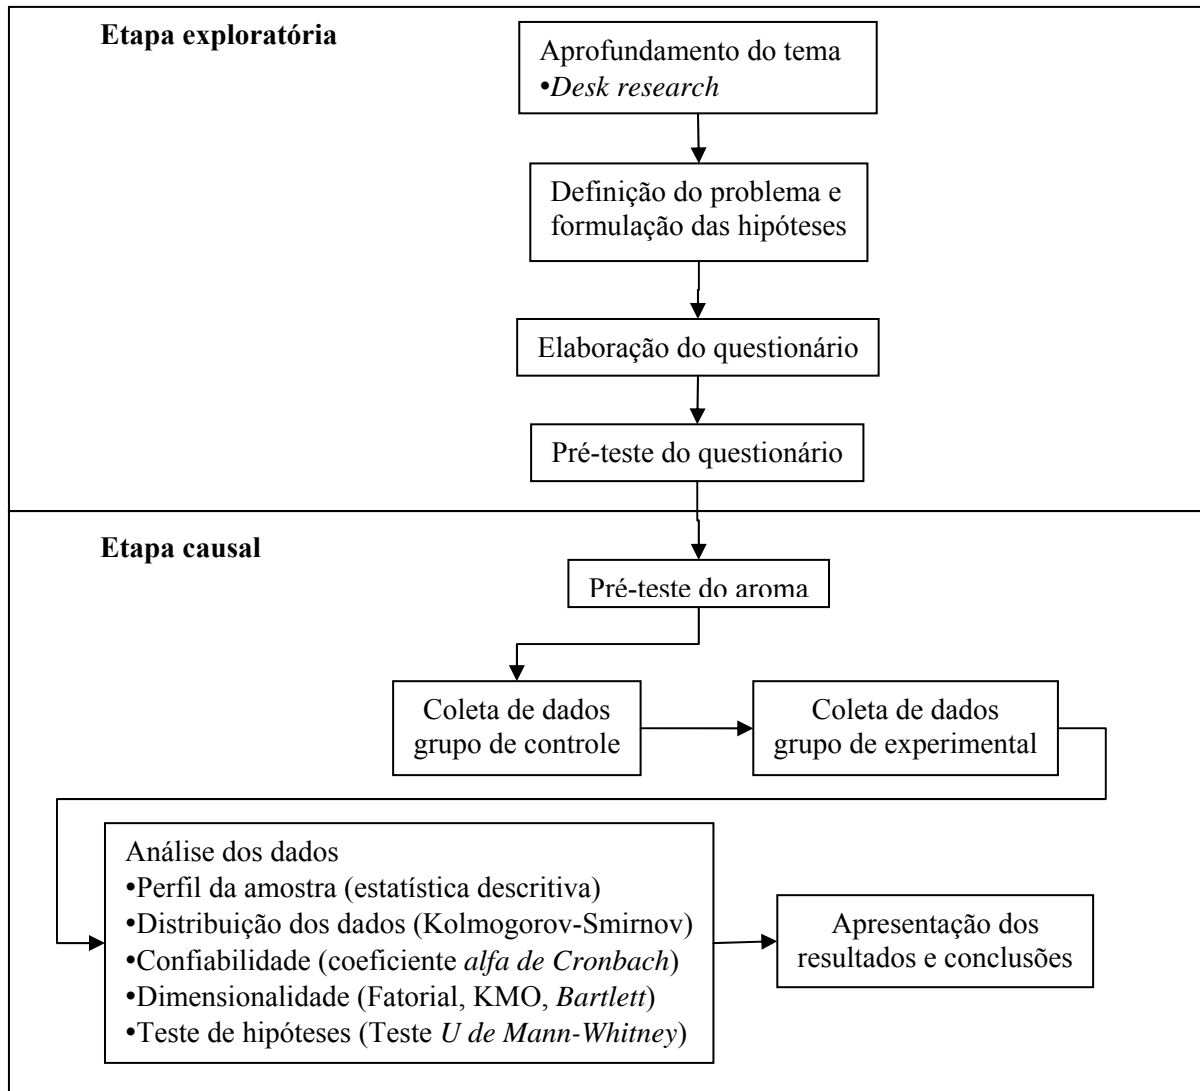 Etapa exploratória
Aprofundamento do tema
•Desk research
Definição do problema e
formulação das hipóteses
Elaboração do questionário
Pré-teste do questionário
Etapa causal
Pré-teste do aroma
Coleta de dados
grupo de controle
Coleta de dados
grupo de experimental
Análise dos dados
•Perfil da amostra (estatística descritiva)
•Distribuição dos dados (Kolmogorov-Smirnov)
•Confiabilidade (coeficiente alfa de Cronbach)
•Dimensionalidade (Fatorial, KMO, Bartlett)
•Teste de hipóteses (Teste U de Mann-Whitney)
Apresentação dos
resultados e conclusões